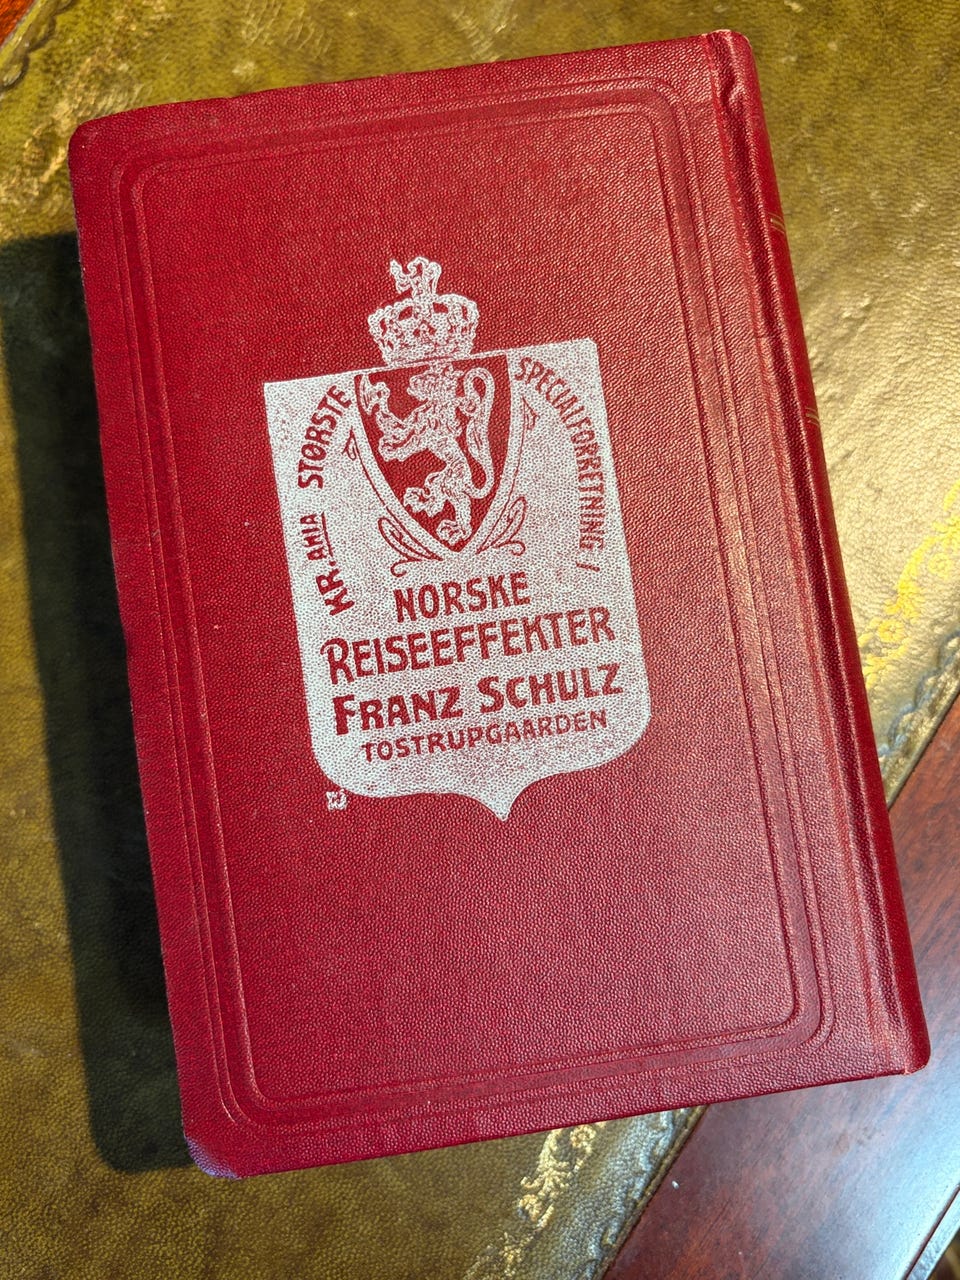 KR.ANIA STØRSTE SPECIALFORRETNING I
NORSKE
REISEEFFEKTER
FRANZ SCHULZ
TOSTRUPGAARDEN